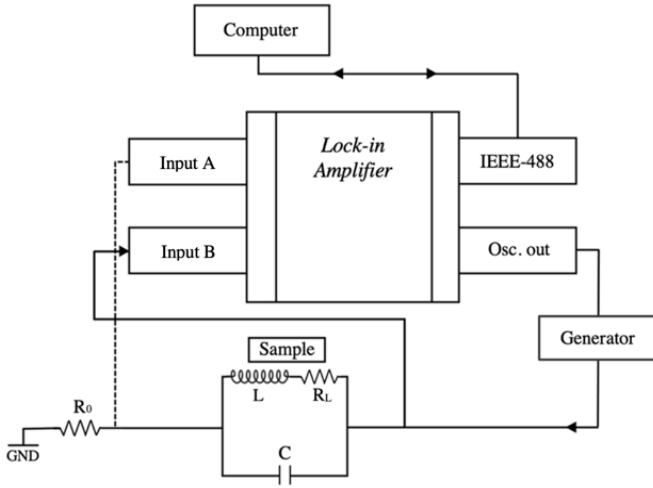 Computer
Lock-in
Amplifier
Input A
IEEE-488
Input B
Osc. out
Generator
Sample
L
RL
R0
C
GND